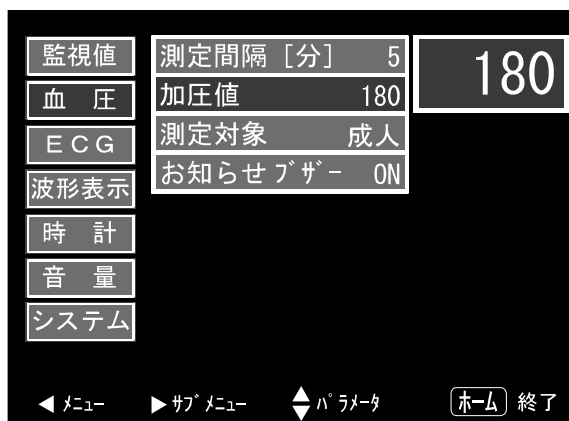 監視値
血 圧
ECG
波形表示
時 計
音 量
システム
測定間隔［分］ 5
加圧値 180
測定対象 成人
お知らせブザー ON
180
◀ メニュー ▶ サブメニュー パラメータ ホーム 終了